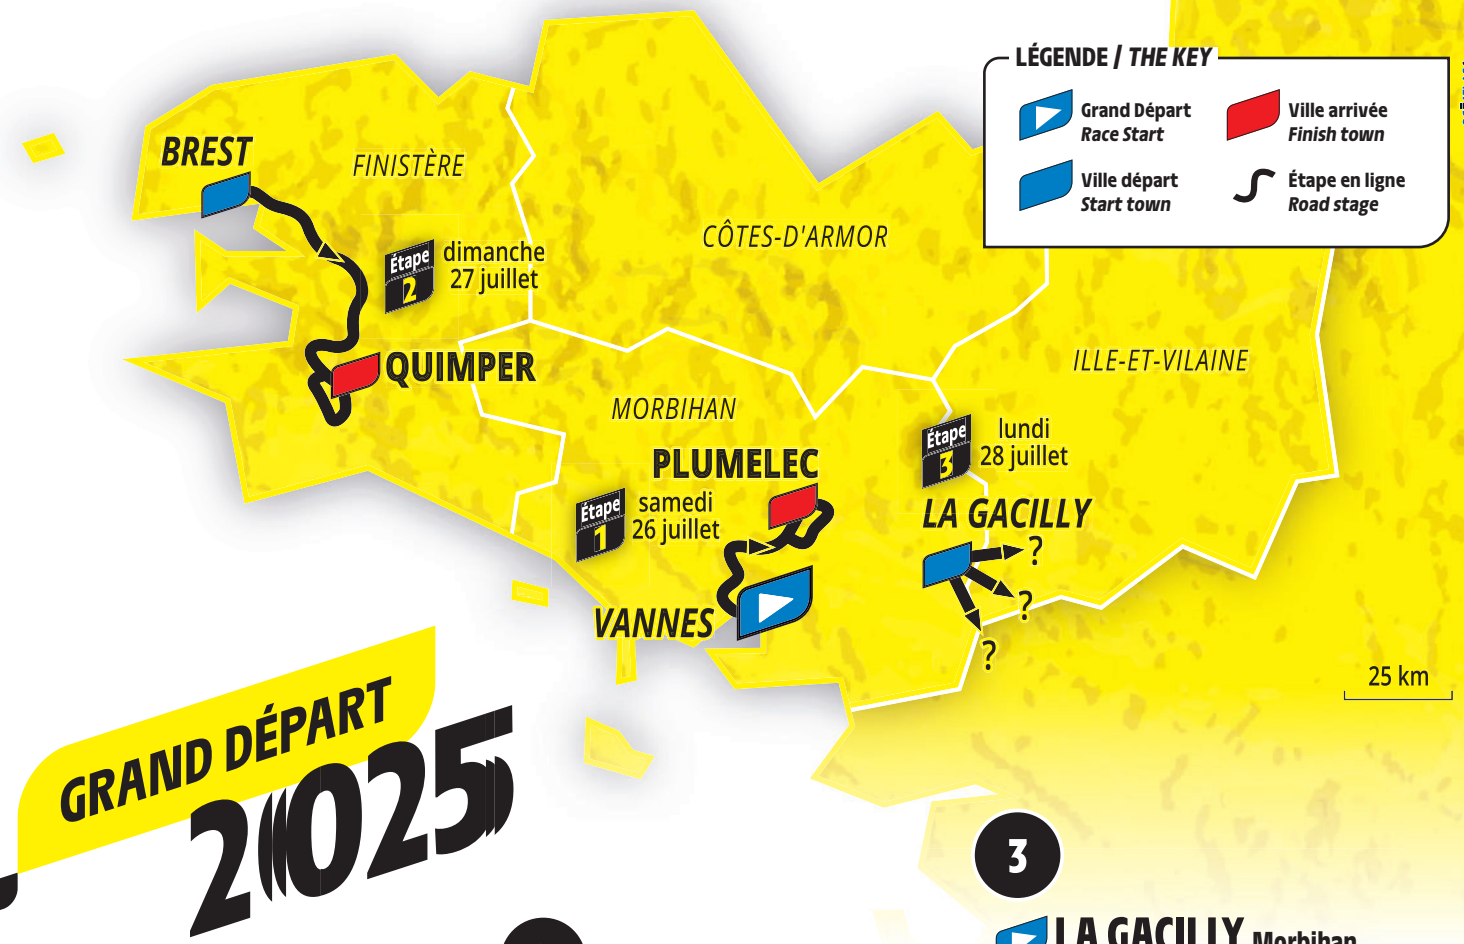 LÉGENDE / THE KEY
Grand Départ
Race Start
Ville arrivée
Finish town
Ville départ
Start town
Étape en ligne
Road stage
BREST
FINISTÈRE
Étape
2
dimanche
27 juillet
CÔTES-D'ARMOR
QUIMPER
ILLE-ET-VILAINE
MORBIHAN
PLUMELEC
Étape
1
samedi
26 juillet
Étape
3
lundi
28 juillet
LA GACILLY
?
?
?
VANNES
25 km
GRAND DÉPART
2025
3
LA GACILLY Morbihan